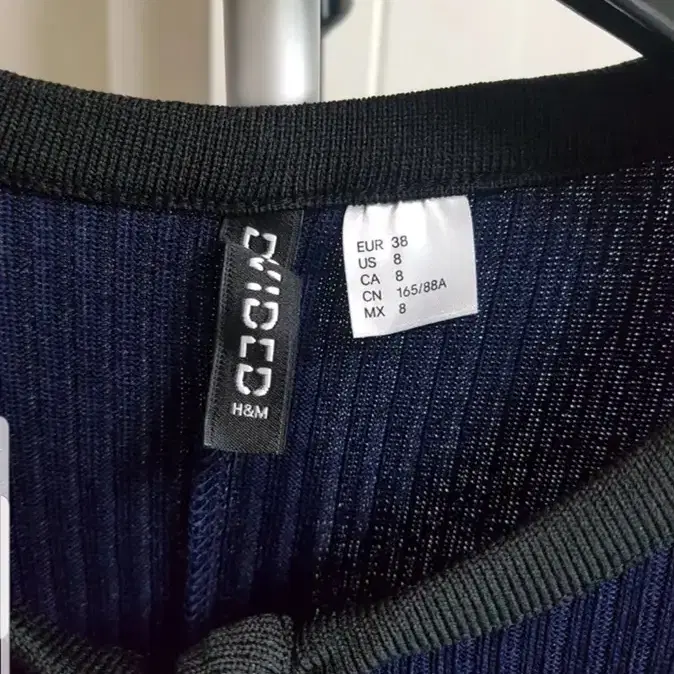 DIVIDED
H&M
EUR 38
US 8
CA 8
CN 165/88A
MX 8